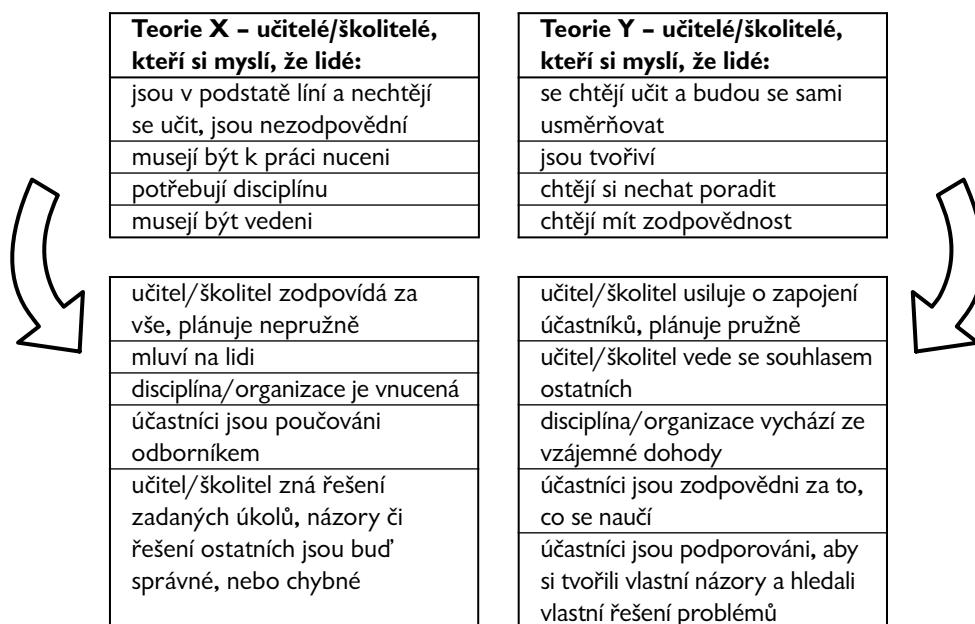 Teorie X – učitelé/školitelé,
kteří si myslí, že lidé:
jsou v podstatě líní a nechtějí
se učit, jsou nezodpovědní
musejí být k práci nuceni
potřebují disciplínu
musejí být vedeni
učitel/školitel zodpovídá za
vše, plánuje nepružně
mluví na lidi
disciplína/organizace je vnucená
účastníci jsou poučováni
odborníkem
učitel/školitel zná řešení
zadaných úkolů, názory či
řešení ostatních jsou buď
správné, nebo chybné
Teorie Y – učitelé/školitelé,
kteří si myslí, že lidé:
se chtějí učit a budou se sami
usměrňovat
jsou tvořiví
chtějí si nechat poradit
chtějí mít zodpovědnost
učitel/školitel usiluje o zapojení
účastníků, plánuje pružně
učitel/školitel vede se souhlasem
ostatních
disciplína/organizace vychází ze
vzájemné dohody
účastníci jsou zodpovědni za to,
co se naučí
účastníci jsou podporováni, aby
si tvořili vlastní názory a hledali
vlastní řešení problémů